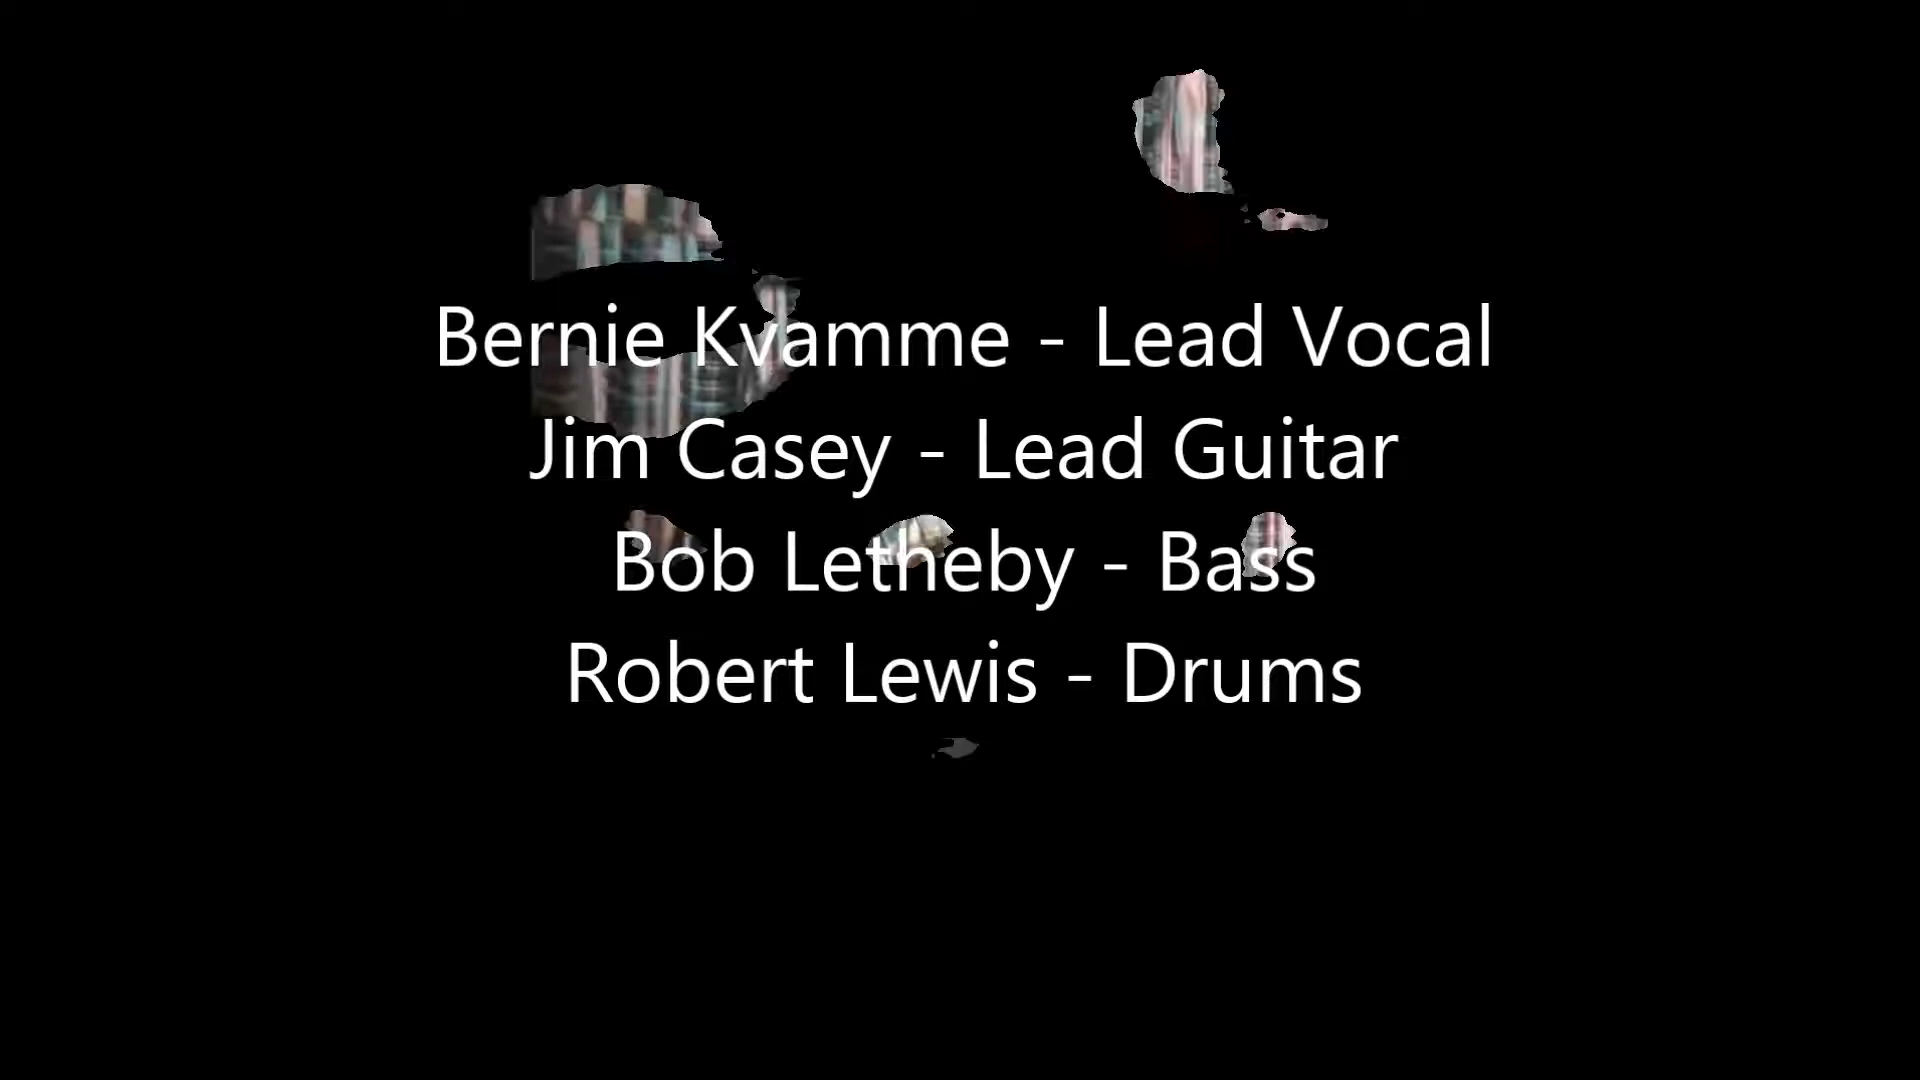 Bernie Kvamme - Lead Vocal
Jim Casey - Lead Guitar
Bob Letheby - Bass
Robert Lewis - Drums